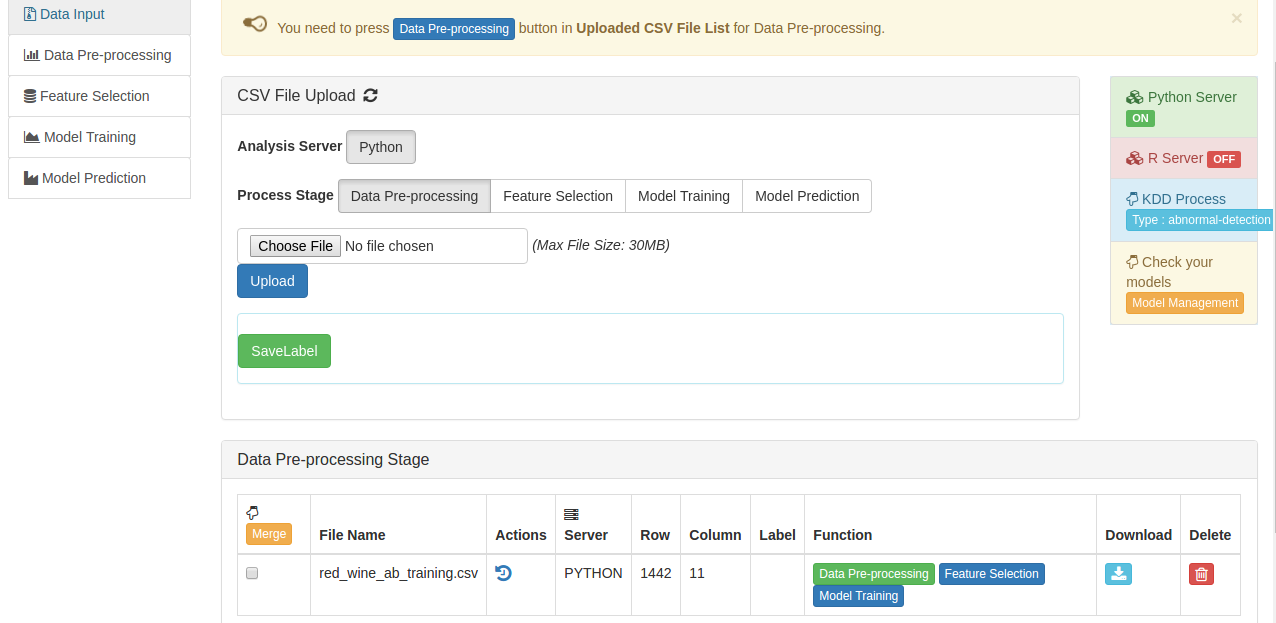 Data Input
Data Pre-processing
Feature Selection
Model Training
Model Prediction
You need to press Data Pre-processing button in Uploaded CSV File List for Data Pre-processing.
×
CSV File Upload
Analysis Server Python
Process Stage Data Pre-processing Feature Selection Model Training Model Prediction
Choose File No file chosen (Max File Size: 30MB)
Upload
SaveLabel
Python Server
ON
R Server OFF
KDD Process
Type : abnormal-detection
Check your
models
Model Management
Data Pre-processing Stage
Merge File Name Actions Server Row Column Label Function Download Delete
red_wine_ab_training.csv PYTHON 1442 11 Data Pre-processing Feature Selection
Model Training